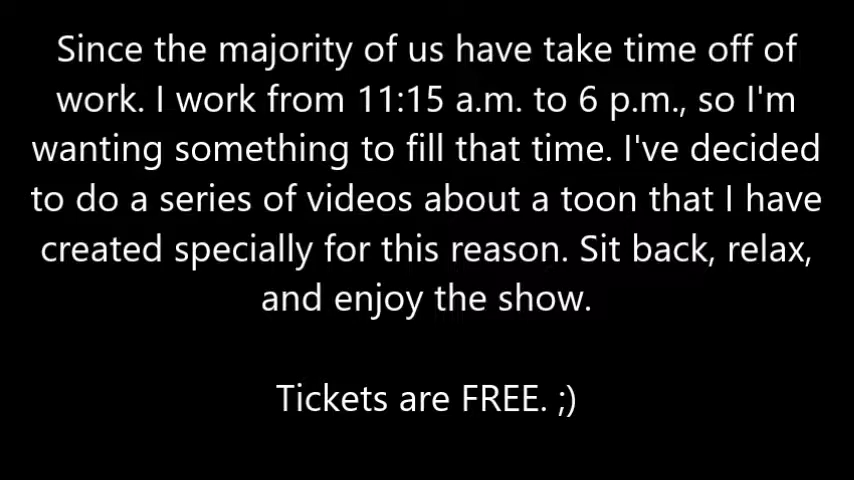 Since the majority of us have take time off of
work. I work from 11:15 a.m. to 6 p.m., so I'm
wanting something to fill that time. I've decided
to do a series of videos about a toon that I have
created specially for this reason. Sit back, relax,
and enjoy the show.
Tickets are FREE. ;)